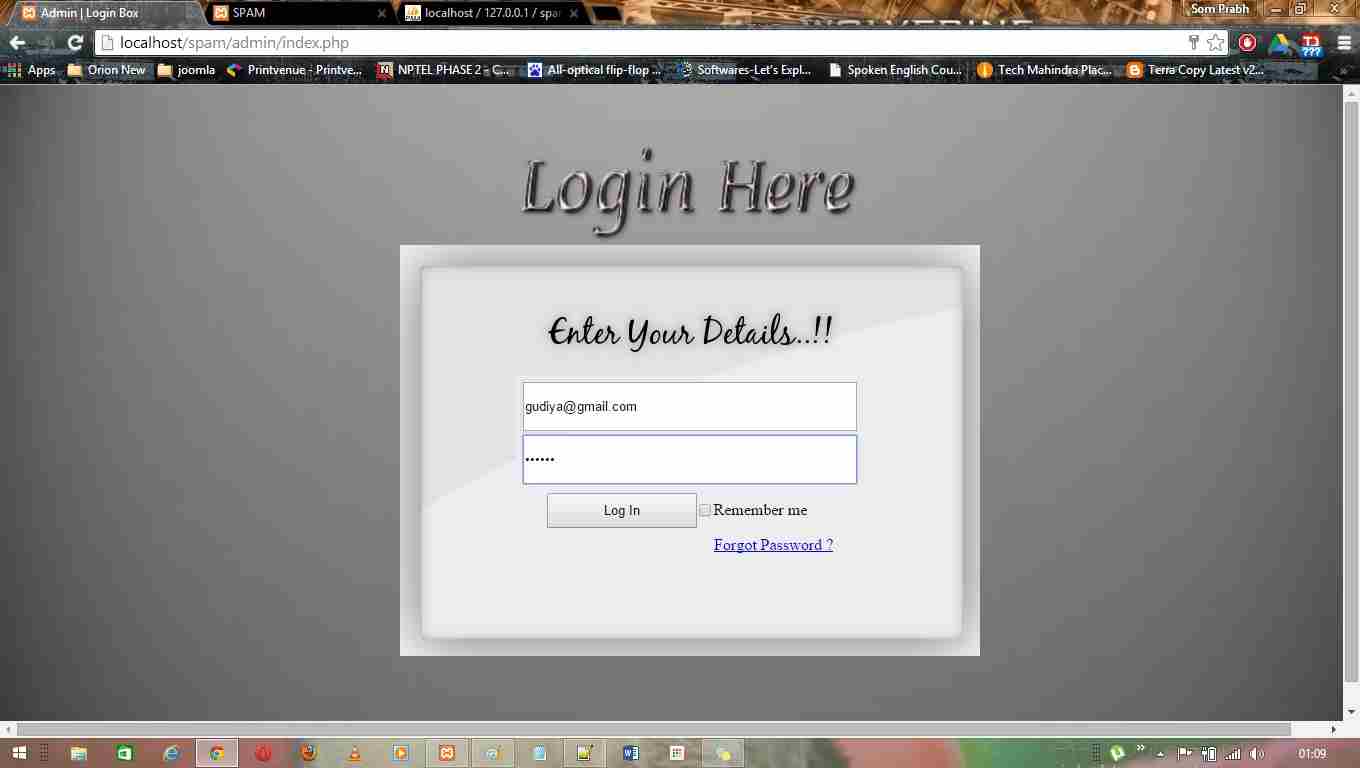 Admin | Login Box
SPAM
localhost / 127.0.0.1 / spa
Som Prabh
localhost/spam/admin/index.php
Apps
Orion New
joomla
Printvenue - Printve...
NPTEL PHASE 2 - C...
All-optical flip-flop ...
Softwares-Let's Expl...
Spoken English Cou...
Tech Mahindra Plac...
Terra Copy Latest v2...
Login Here
Enter Your Details..!!
gudiya@gmail.com
••••••
Log In
Remember me
Forgot Password ?
01:09